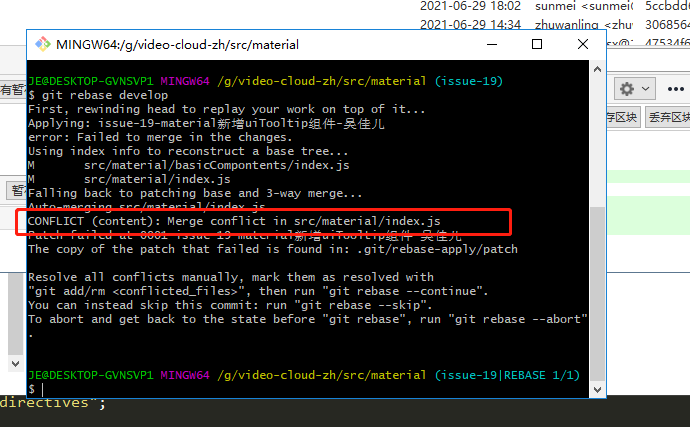 2021-06-29 18:02 sunmei <sunmei@ 5ccbdd6
2021-06-29 14:34 zhuwanling <zhuw 3068564
47534f6
MINGW64:/g/video-cloud-zh/src/material
JE@DESKTOP-GVNSVP1 MINGW64 /g/video-cloud-zh/src/material (issue-19)
$ git rebase develop
First, rewinding head to replay your work on top of it...
Applying: issue-19-material新增uiTooltip组件-吴佳儿
error: Failed to merge in the changes.
Using index info to reconstruct a base tree...
M src/material/basicCompontents/index.js
M src/material/index.js
Falling back to patching base and 3-way merge...
Auto-merging src/material/index.js
CONFLICT (content): Merge conflict in src/material/index.js
Patch failed at 0001 issue-19-material新增uiTooltip组件-吴佳儿
The copy of the patch that failed is found in: .git/rebase-apply/patch
Resolve all conflicts manually, mark them as resolved with
"git add/rm <conflicted_files>", then run "git rebase --continue".
You can instead skip this commit: run "git rebase --skip".
To abort and get back to the state before "git rebase", run "git rebase --abort"
.
JE@DESKTOP-GVNSVP1 MINGW64 /g/video-cloud-zh/src/material (issue-19|REBASE 1/1)
$
有暂
存区块
丢弃区块
暂
directives";